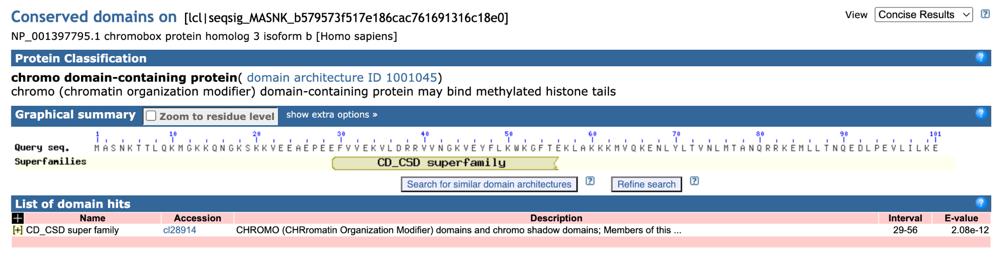 Conserved domains on [lcl|seqsig_MASNK_b579573f517e186cac761691316c18e0]
View Concise Results ?
NP_001397795.1 chromobox protein homolog 3 isoform b [Homo sapiens]
Protein Classification ?
chromo domain-containing protein( domain architecture ID 1001045)
chromo (chromatin organization modifier) domain-containing protein may bind methylated histone tails
Graphical summary Zoom to residue level show extra options » ?
1 10 20 30 40 50 60 70 80 90 101
Query seq. MASNKTTLQKMGKKQNGKSKKVEEAEPEEFVVEKVLDRRVVNGKVEYFLKWKGFTEKLAKKKMVQKENLYLTVNLMTANQRRKEMLLTNQEDLPEVLILKE
Superfamilies CD_CSD superfamily
Search for similar domain architectures ? Refine search ?
List of domain hits ?
+ Name Accession Description Interval E-value
[+] CD_CSD super family cl28914 CHROMO (CHRromatin Organization Modifier) domains and chromo shadow domains; Members of this ... 29-56 2.08e-12